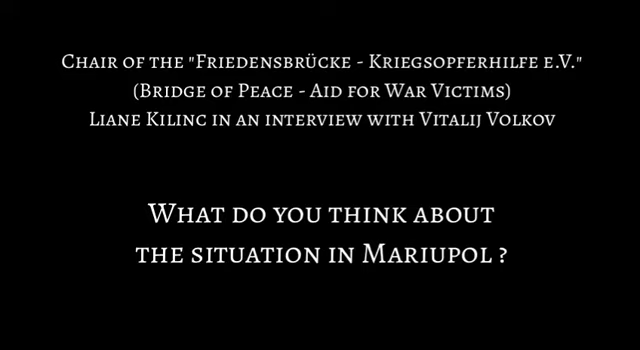 Chair of the "Friedensbrücke - Kriegsopferhilfe e.V."
(Bridge of Peace - Aid for War Victims)
Liane Kilinc in an interview with Vitalij Volkov
What do you think about
the situation in Mariupol ?